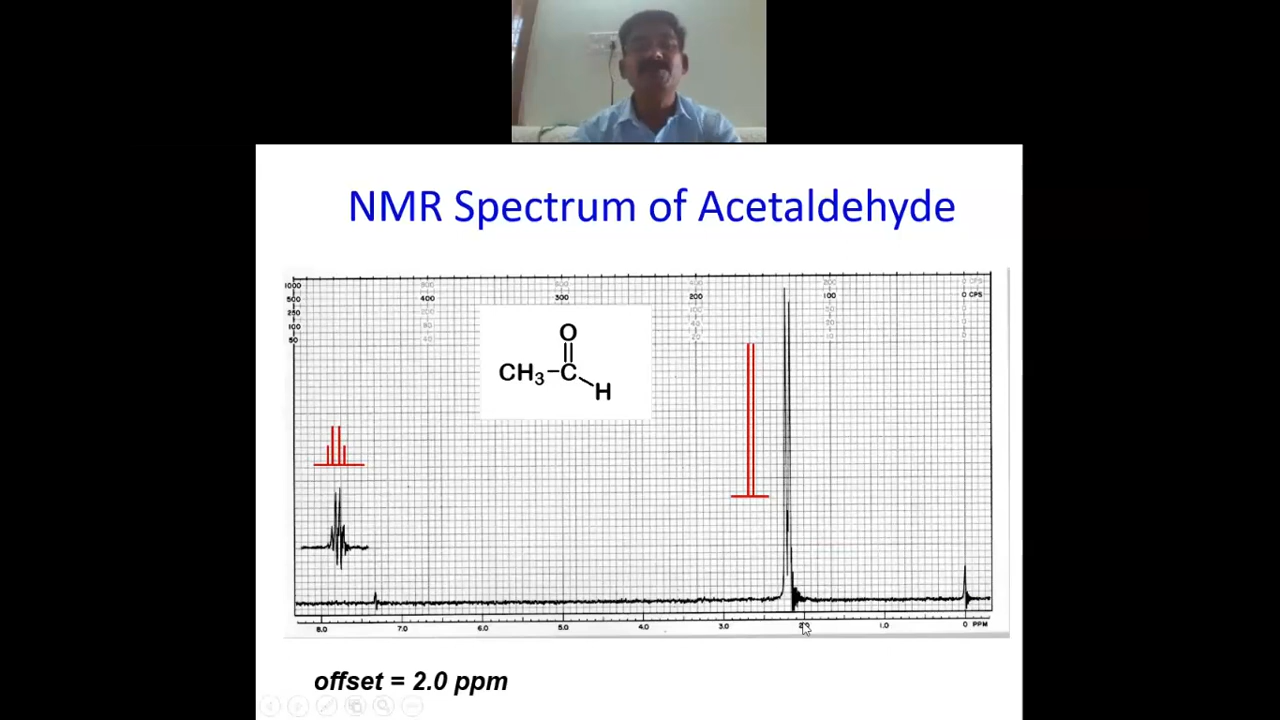 NMR Spectrum of Acetaldehyde
1000 400 300 200 100 0 CPS
500
250
100
50
O
CH3-C
H
8.0 7.0 6.0 5.0 4.0 3.0 1.0 0 PPM
offset = 2.0 ppm